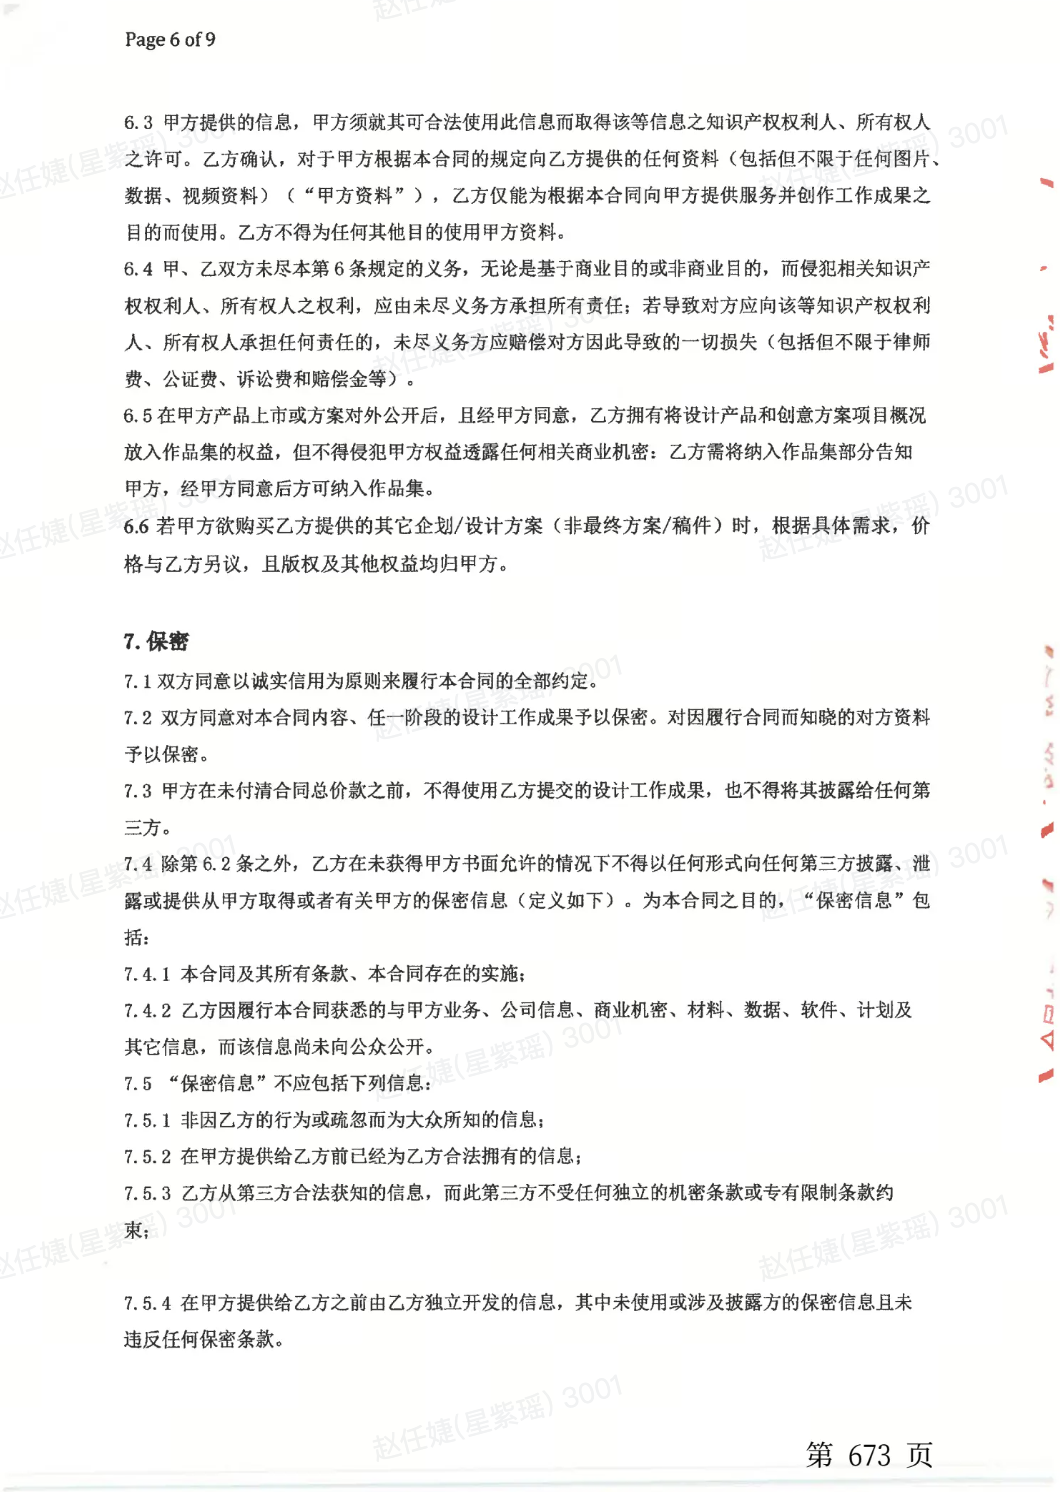 Page 6 of 9
6.3 甲方提供的信息，甲方须就其可合法使用此信息而取得该等信息之知识产权权利人、所有权人
之许可。乙方确认，对于甲方根据本合同的规定向乙方提供的任何资料（包括但不限于任何图片、
数据、视频资料）（“甲方资料”），乙方仅能为根据本合同向甲方提供服务并创作工作成果之
目的而使用。乙方不得为任何其他目的使用甲方资料。
6.4 甲、乙双方未尽本第 6 条规定的义务，无论是基于商业目的或非商业目的，而侵犯相关知识产
权权利人、所有权人之权利，应由未尽义务方承担所有责任；若导致对方应向该等知识产权权利
人、所有权人承担任何责任的，未尽义务方应赔偿对方因此导致的一切损失（包括但不限于律师
费、公证费、诉讼费和赔偿金等）。
6.5 在甲方产品上市或方案对外公开后，且经甲方同意，乙方拥有将设计产品和创意方案项目概况
放入作品集的权益，但不得侵犯甲方权益透露任何相关商业机密：乙方需将纳入作品集部分告知
甲方，经甲方同意后方可纳入作品集。
6.6 若甲方欲购买乙方提供的其它企划/设计方案（非最终方案/稿件）时，根据具体需求，价
格与乙方另议，且版权及其他权益均归甲方。
7. 保密
7.1 双方同意以诚实信用为原则来履行本合同的全部约定。
7.2 双方同意对本合同内容、任一阶段的设计工作成果予以保密。对因履行合同而知晓的对方资料
予以保密。
7.3 甲方在未付清合同总价款之前，不得使用乙方提交的设计工作成果，也不得将其披露给任何第
三方。
7.4 除第 6.2 条之外，乙方在未获得甲方书面允许的情况下不得以任何形式向任何第三方披露、泄
露或提供从甲方取得或者有关甲方的保密信息（定义如下）。为本合同之目的，“保密信息”包
括：
7.4.1 本合同及其所有条款、本合同存在的实施；
7.4.2 乙方因履行本合同获悉的与甲方业务、公司信息、商业机密、材料、数据、软件、计划及
其它信息，而该信息尚未向公众公开。
7.5 “保密信息”不应包括下列信息：
7.5.1 非因乙方的行为或疏忽而为大众所知的信息；
7.5.2 在甲方提供给乙方前已经为乙方合法拥有的信息；
7.5.3 乙方从第三方合法获知的信息，而此第三方不受任何独立的机密条款或专有限制条款约
束；
7.5.4 在甲方提供给乙方之前由乙方独立开发的信息，其中未使用或涉及披露方的保密信息且未
违反任何保密条款。
赵任婕(星紫瑶) 3001
第 673 页